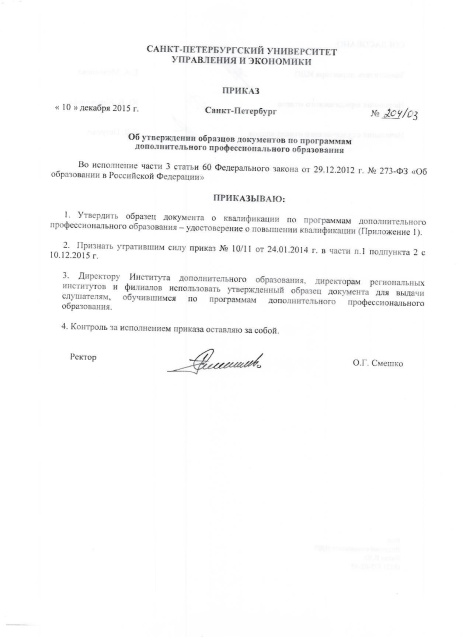 САНКТ-ПЕТЕРБУРГСКИЙ УНИВЕРСИТЕТ
УПРАВЛЕНИЯ И ЭКОНОМИКИ
ПРИКАЗ
« 10 » декабря 2015 г. Санкт-Петербург № 204/03
Об утверждении образцов документов по программам
дополнительного профессионального образования
Во исполнение части 3 статьи 60 Федерального закона от 29.12.2012 г. № 273-ФЗ «Об
образовании в Российской Федерации»
ПРИКАЗЫВАЮ:
1. Утвердить образец документа о квалификации по программам дополнительного
профессионального образования – удостоверение о повышении квалификации (Приложение 1).
2. Признать утратившим силу приказ № 10/11 от 24.01.2014 г. в части п.1 подпункта 2 с
10.12.2015 г.
3. Директору Института дополнительного образования, директорам региональных
институтов и филиалов использовать утвержденный образец документа для выдачи
слушателям, обучившимся по программам дополнительного профессионального
образования.
4. Контроль за исполнением приказа оставляю за собой.
Ректор О.Г. Смешко